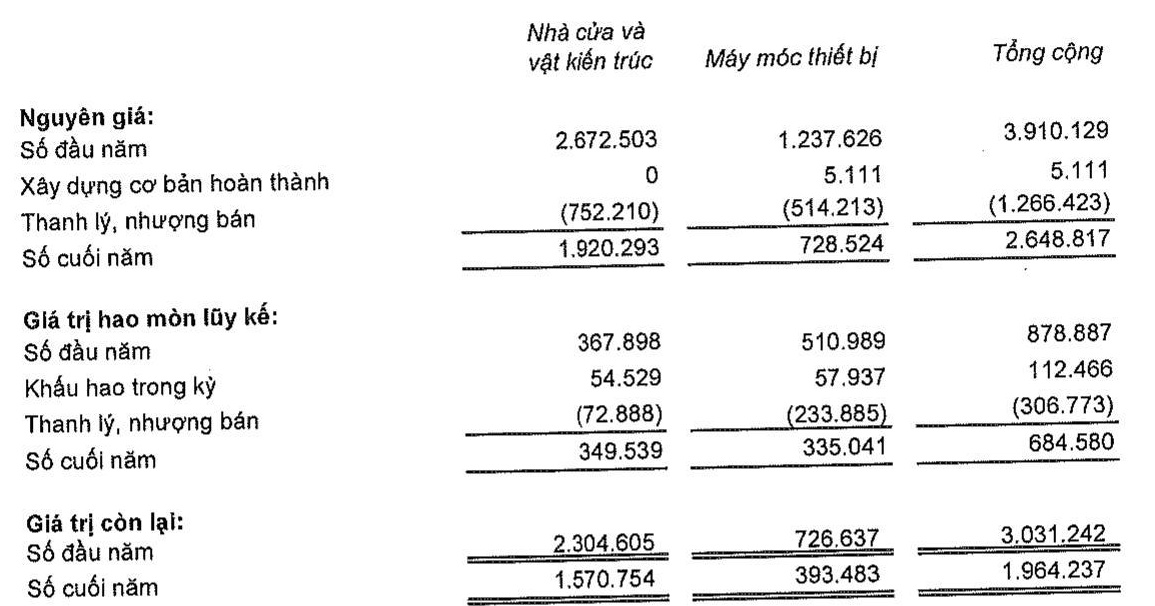 Nhà cửa và vật kiến trúc Máy móc thiết bị Tổng cộng
Nguyên giá:
Số đầu năm 2.672.503 1.237.626 3.910.129
Xây dựng cơ bản hoàn thành 0 5.111 5.111
Thanh lý, nhượng bán (752.210) (514.213) (1.266.423)
Số cuối năm 1.920.293 728.524 2.648.817
Giá trị hao mòn lũy kế:
Số đầu năm 367.898 510.989 878.887
Khấu hao trong kỳ 54.529 57.937 112.466
Thanh lý, nhượng bán (72.888) (233.885) (306.773)
Số cuối năm 349.539 335.041 684.580
Giá trị còn lại:
Số đầu năm 2.304.605 726.637 3.031.242
Số cuối năm 1.570.754 393.483 1.964.237